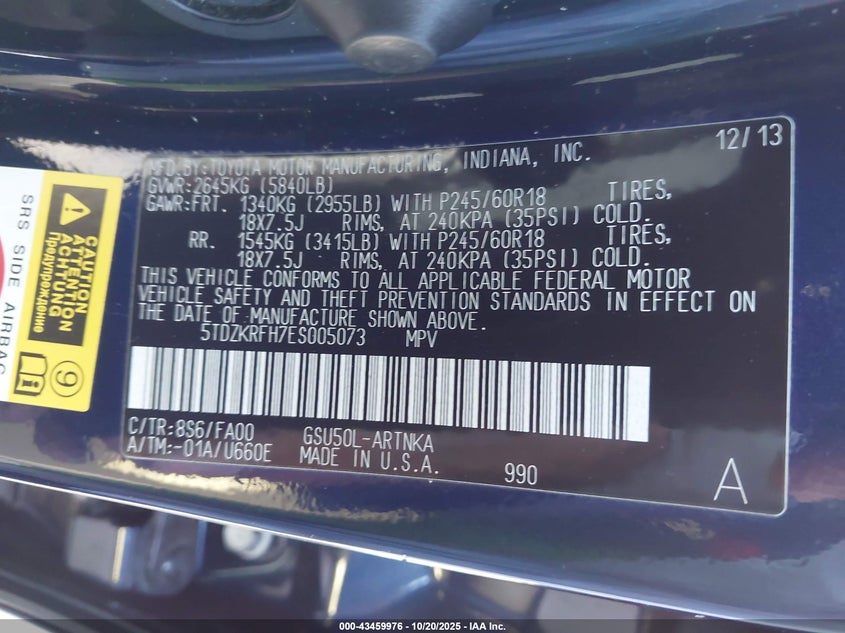 12/13
MFD.BY:TOYOTA MOTOR MANUFACTURING, INDIANA, INC.
GVWR:2645KG (5840LB)
GAWR:FRT. 1340KG (2955LB) WITH P245/60R18 TIRES,
18X7.5J RIMS, AT 240KPA (35PSI) COLD.
RR. 1545KG (3415LB) WITH P245/60R18 TIRES,
18X7.5J RIMS, AT 240KPA (35PSI) COLD.
THIS VEHICLE CONFORMS TO ALL APPLICABLE FEDERAL MOTOR
VEHICLE SAFETY AND THEFT PREVENTION STANDARDS IN EFFECT ON
THE DATE OF MANUFACTURE SHOWN ABOVE.
5TDZKRFH7ES005073 MPV
C/TR:8S6/FA00 GSU50L-ARTNKA
A/TM:-01A/U660E MADE IN U.S.A.
990
A
CAUTION
ATTENTION
ACHTUNG
Предупреждение
9
SRS SIDE AIRBAG
000-43459976 - 10/20/2025 - IAA Inc.